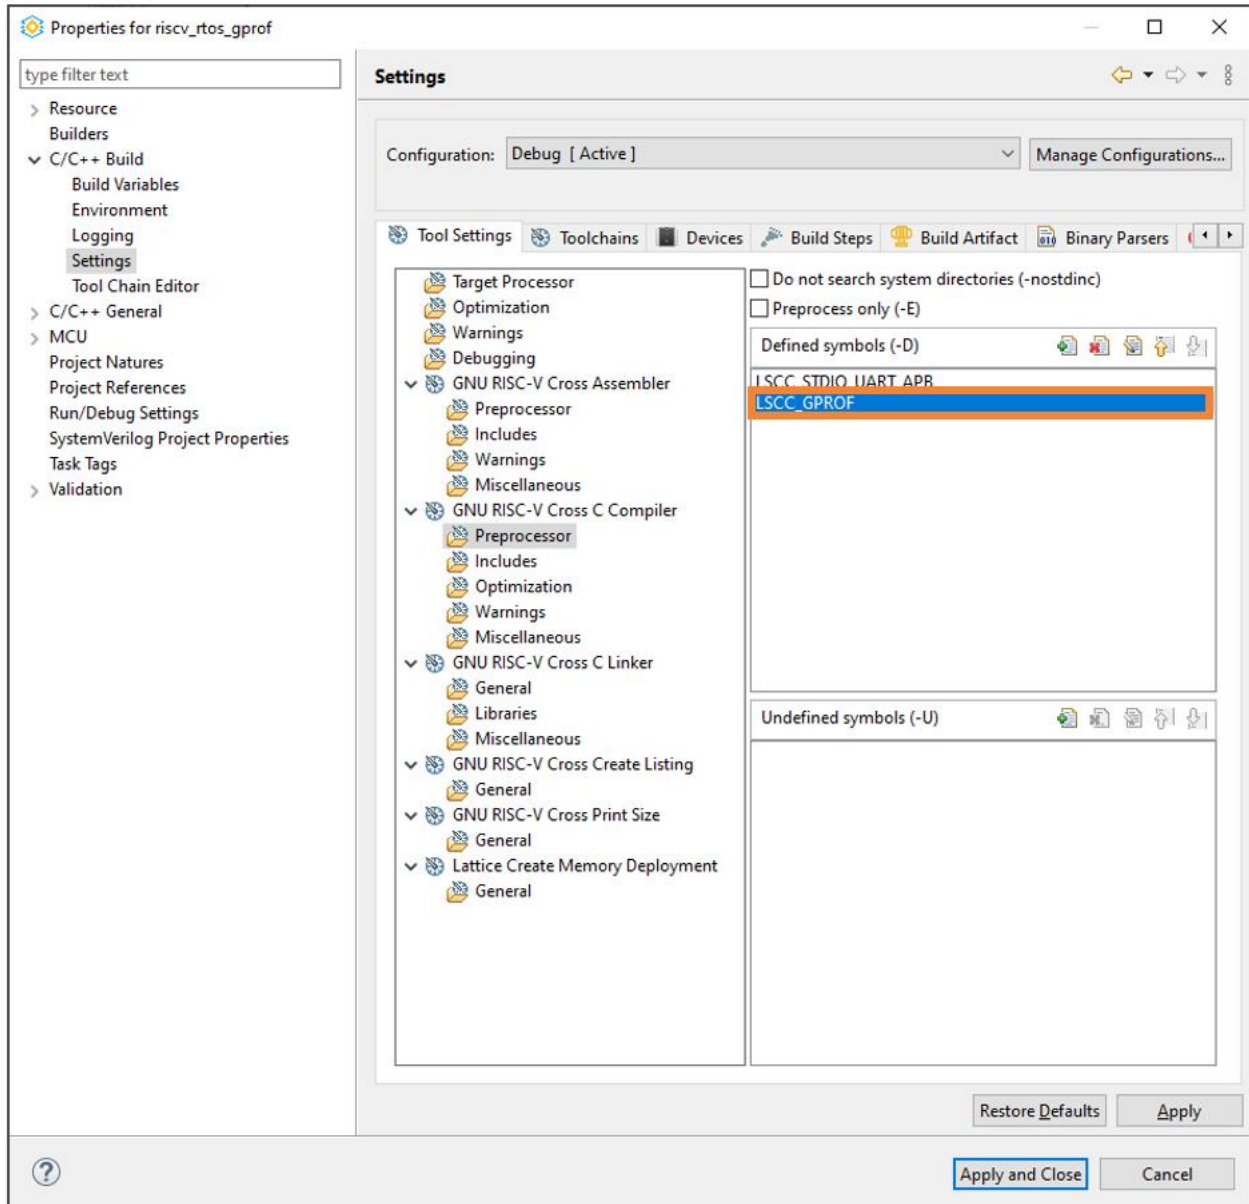 Properties for riscv_rtos_gprof
type filter text
Resource
Builders
C/C++ Build
Build Variables
Environment
Logging
Settings
Tool Chain Editor
C/C++ General
MCU
Project Natures
Project References
Run/Debug Settings
SystemVerilog Project Properties
Task Tags
Validation
Settings
Configuration: Debug [ Active ] Manage Configurations...
Tool Settings Toolchains Devices Build Steps Build Artifact Binary Parsers
Target Processor
Optimization
Warnings
Debugging
GNU RISC-V Cross Assembler
Preprocessor
Includes
Warnings
Miscellaneous
GNU RISC-V Cross C Compiler
Preprocessor
Includes
Optimization
Warnings
Miscellaneous
GNU RISC-V Cross C Linker
General
Libraries
Miscellaneous
GNU RISC-V Cross Create Listing
General
GNU RISC-V Cross Print Size
General
Lattice Create Memory Deployment
General
Do not search system directories (-nostdinc)
Preprocess only (-E)
Defined symbols (-D)
LSCC_STDIO_UART_APB
LSCC_GPROF
Undefined symbols (-U)
Restore Defaults Apply
Apply and Close Cancel